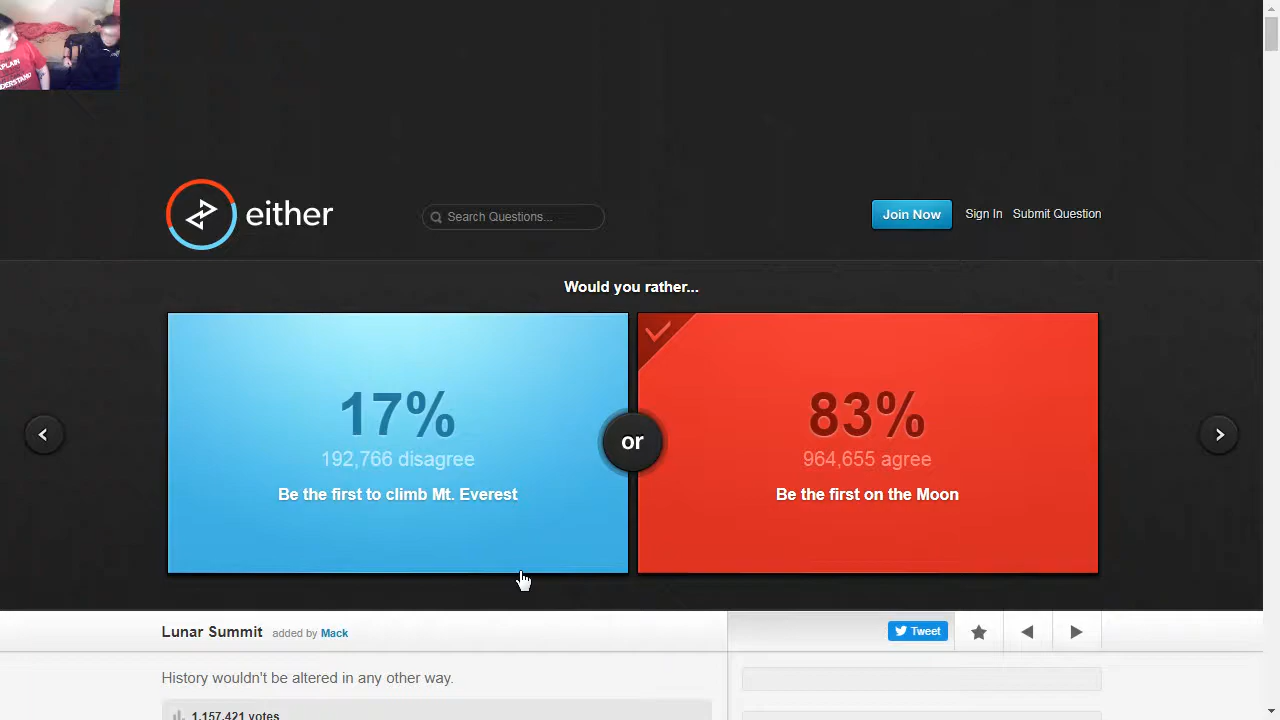 PLAIN
DERSTAND
either
Search Questions...
Join Now
Sign In
Submit Question
Would you rather...
17%
192,766 disagree
Be the first to climb Mt. Everest
or
83%
964,655 agree
Be the first on the Moon
Lunar Summit
added by Mack
Tweet
History wouldn't be altered in any other way.
1,157,421 votes